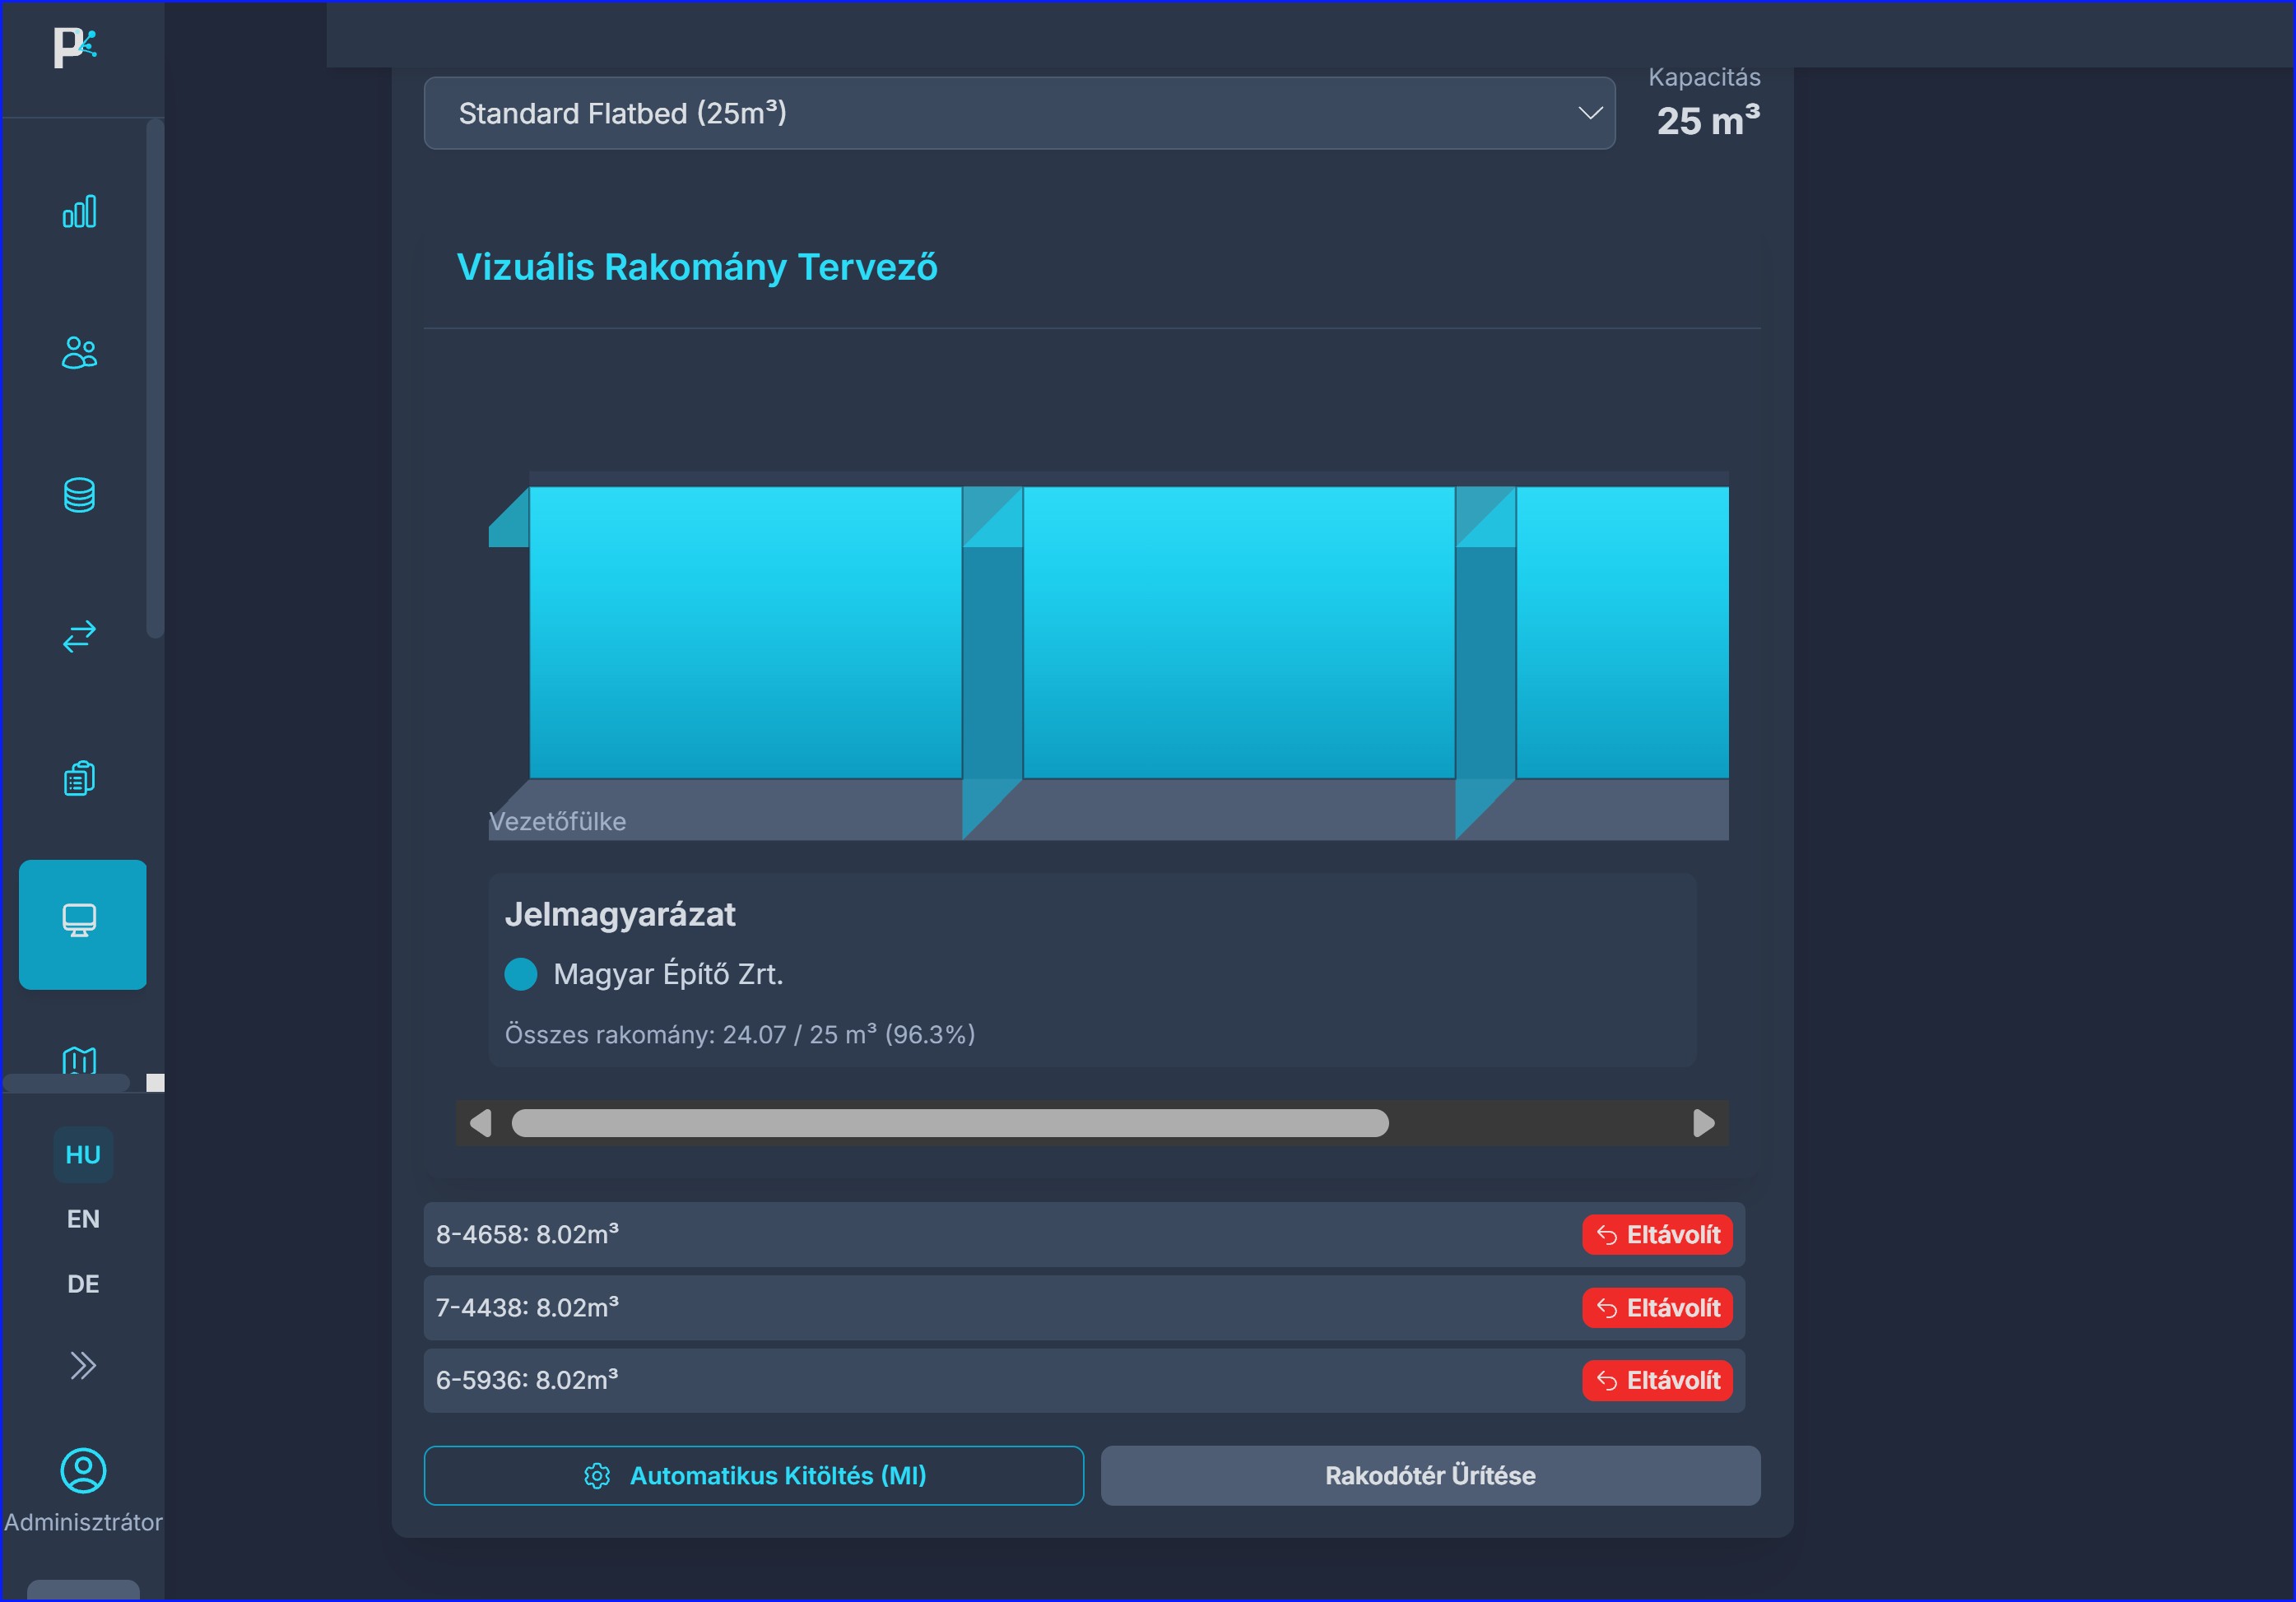 P
Kapacitás
Standard Flatbed (25m³)
25 m³
Vizuális Rakomány Tervező
Vezetőfülke
Jelmagyarázat
Magyar Építő Zrt.
Összes rakomány: 24.07 / 25 m³ (96.3%)
8-4658: 8.02m³
Eltávolít
7-4438: 8.02m³
Eltávolít
6-5936: 8.02m³
Eltávolít
Automatikus Kitöltés (MI)
Rakodótér Ürítése
HU
EN
DE
Adminisztrátor